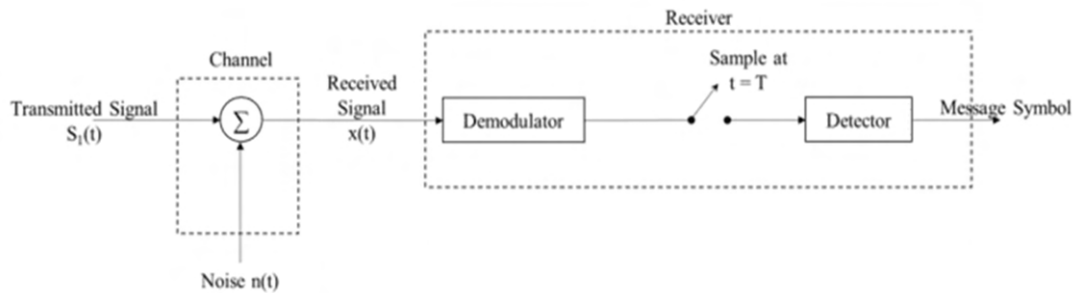 Receiver
Channel
Sample at
t = T
Received
Signal
x(t)
Transmitted Signal
S₁(t)
Σ
Demodulator
Detector
Message Symbol
Noise n(t)